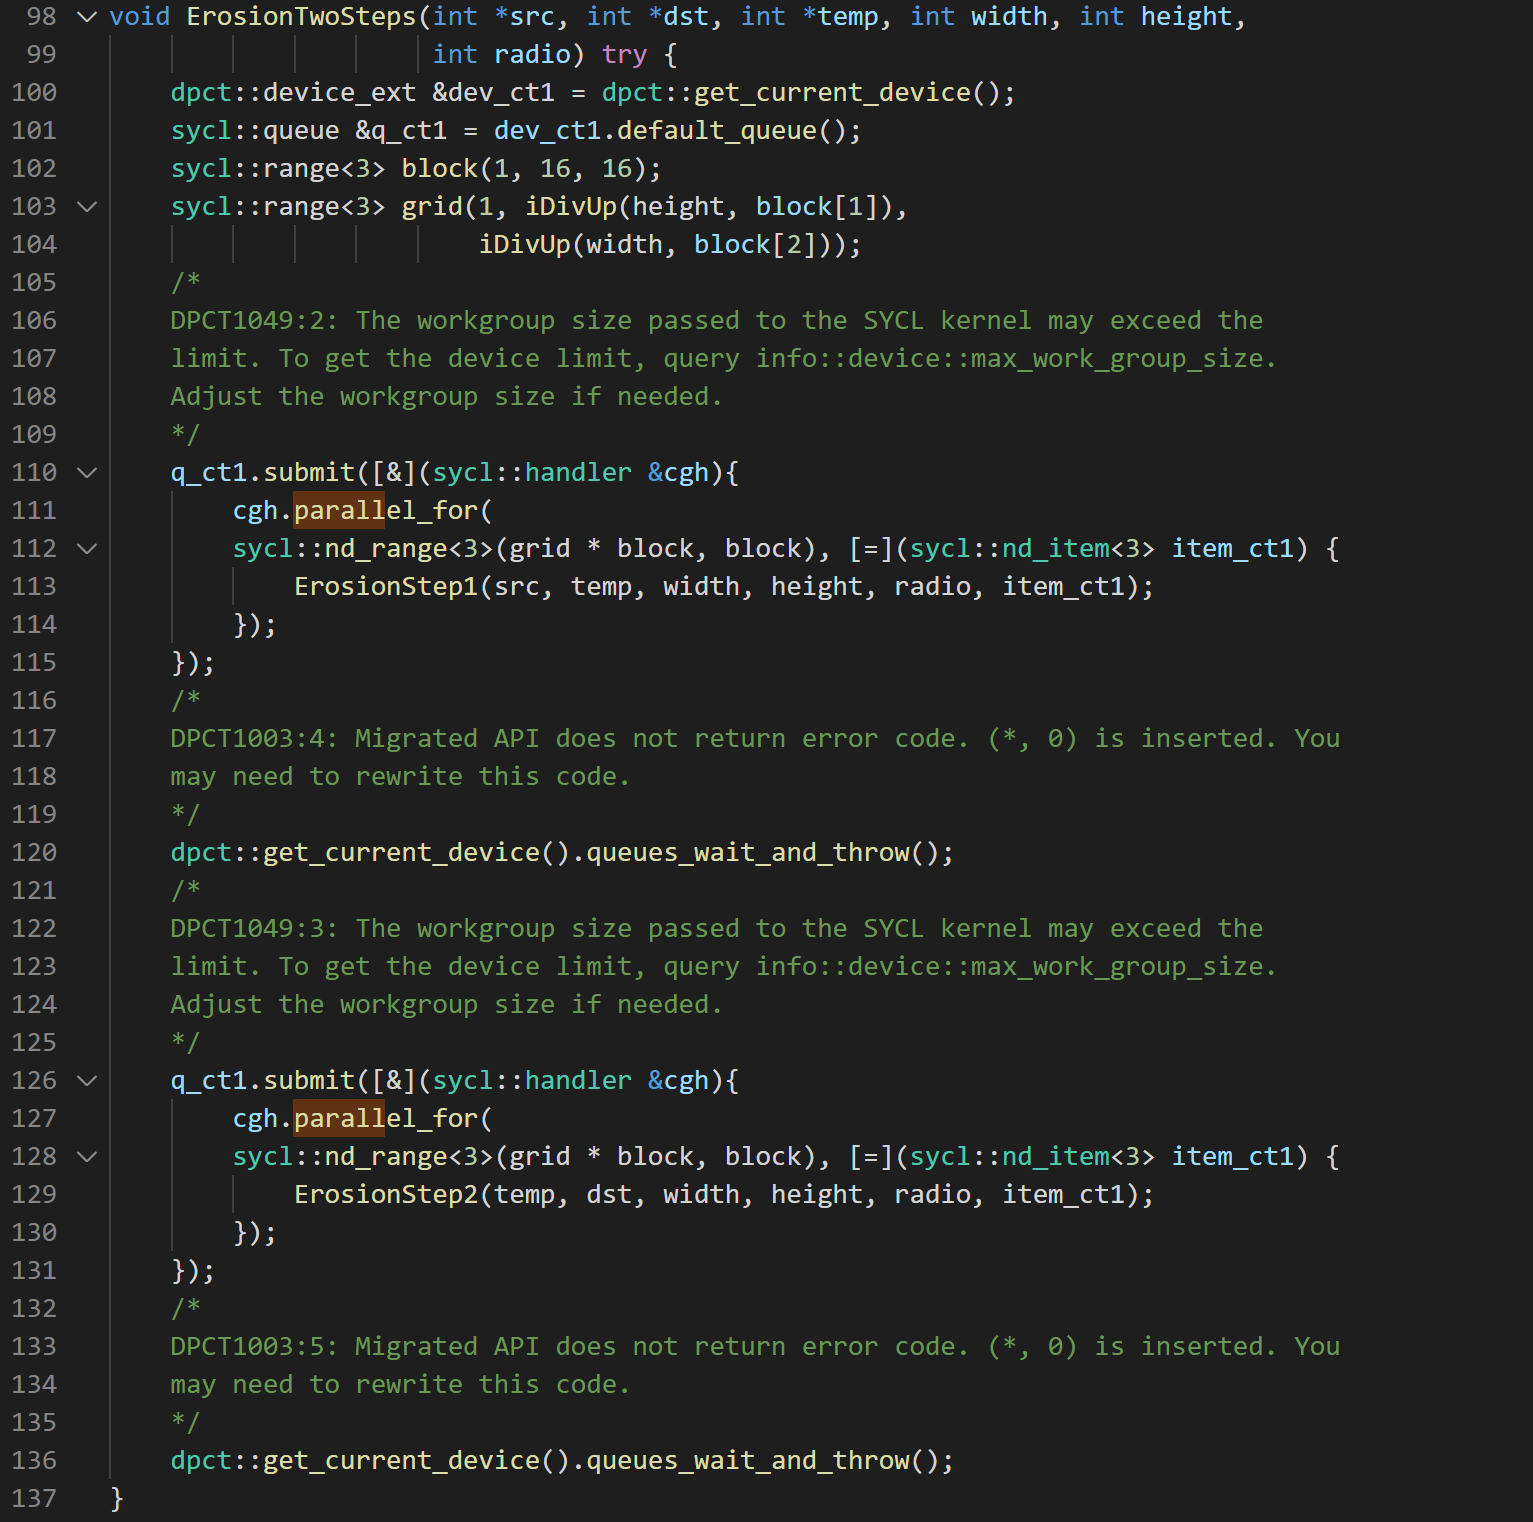 98 void ErosionTwoSteps(int *src, int *dst, int *temp, int width, int height,
99                      int radio) try {
100     dpct::device_ext &dev_ct1 = dpct::get_current_device();
101     sycl::queue &q_ct1 = dev_ct1.default_queue();
102     sycl::range<3> block(1, 16, 16);
103     sycl::range<3> grid(1, iDivUp(height, block[1]),
104                         iDivUp(width, block[2]));
105     /*
106     DPCT1049:2: The workgroup size passed to the SYCL kernel may exceed the
107     limit. To get the device limit, query info::device::max_work_group_size.
108     Adjust the workgroup size if needed.
109     */
110     q_ct1.submit([&](sycl::handler &cgh){
111         cgh.parallel_for(
112         sycl::nd_range<3>(grid * block, block), [=](sycl::nd_item<3> item_ct1) {
113             ErosionStep1(src, temp, width, height, radio, item_ct1);
114         });
115     });
116     /*
117     DPCT1003:4: Migrated API does not return error code. (*, 0) is inserted. You
118     may need to rewrite this code.
119     */
120     dpct::get_current_device().queues_wait_and_throw();
121     /*
122     DPCT1049:3: The workgroup size passed to the SYCL kernel may exceed the
123     limit. To get the device limit, query info::device::max_work_group_size.
124     Adjust the workgroup size if needed.
125     */
126     q_ct1.submit([&](sycl::handler &cgh){
127         cgh.parallel_for(
128         sycl::nd_range<3>(grid * block, block), [=](sycl::nd_item<3> item_ct1) {
129             ErosionStep2(temp, dst, width, height, radio, item_ct1);
130         });
131     });
132     /*
133     DPCT1003:5: Migrated API does not return error code. (*, 0) is inserted. You
134     may need to rewrite this code.
135     */
136     dpct::get_current_device().queues_wait_and_throw();
137 }